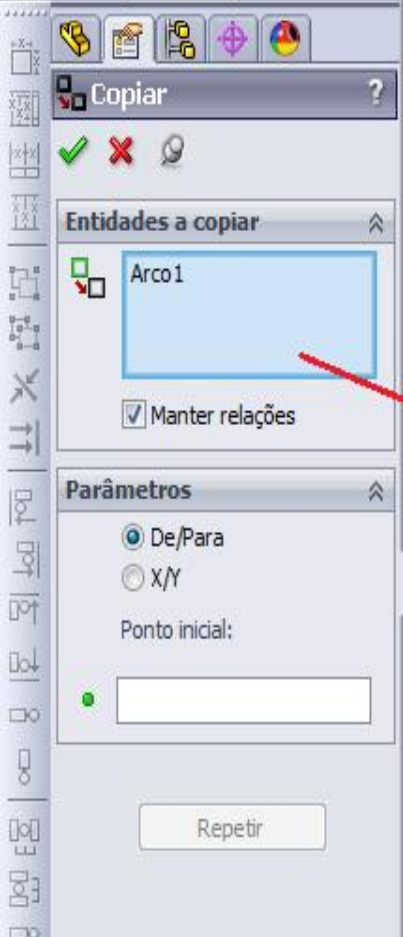 Copiar
?
Entidades a copiar
Arco1
Manter relações
Parâmetros
De/Para
X/Y
Ponto inicial:
Repetir